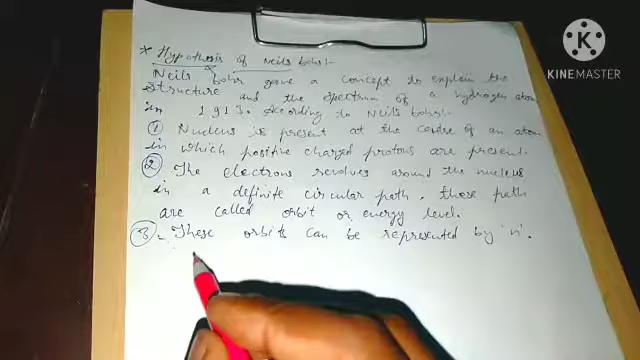 * Hypothesis of Neils bohr:-
Neils bohr gave a concept to explain the
structure and the spectrum of a hydrogen atom
in 1913. According to Neils bohr:-
① Nucleus is present at the centre of an atom
in which positive charged protons are present.
② The electrons revolves around the nucleus
in a definite circular path. These path
are called orbit or energy level.
③ - These orbits can be represented by 'n'.
K
KINEMASTER